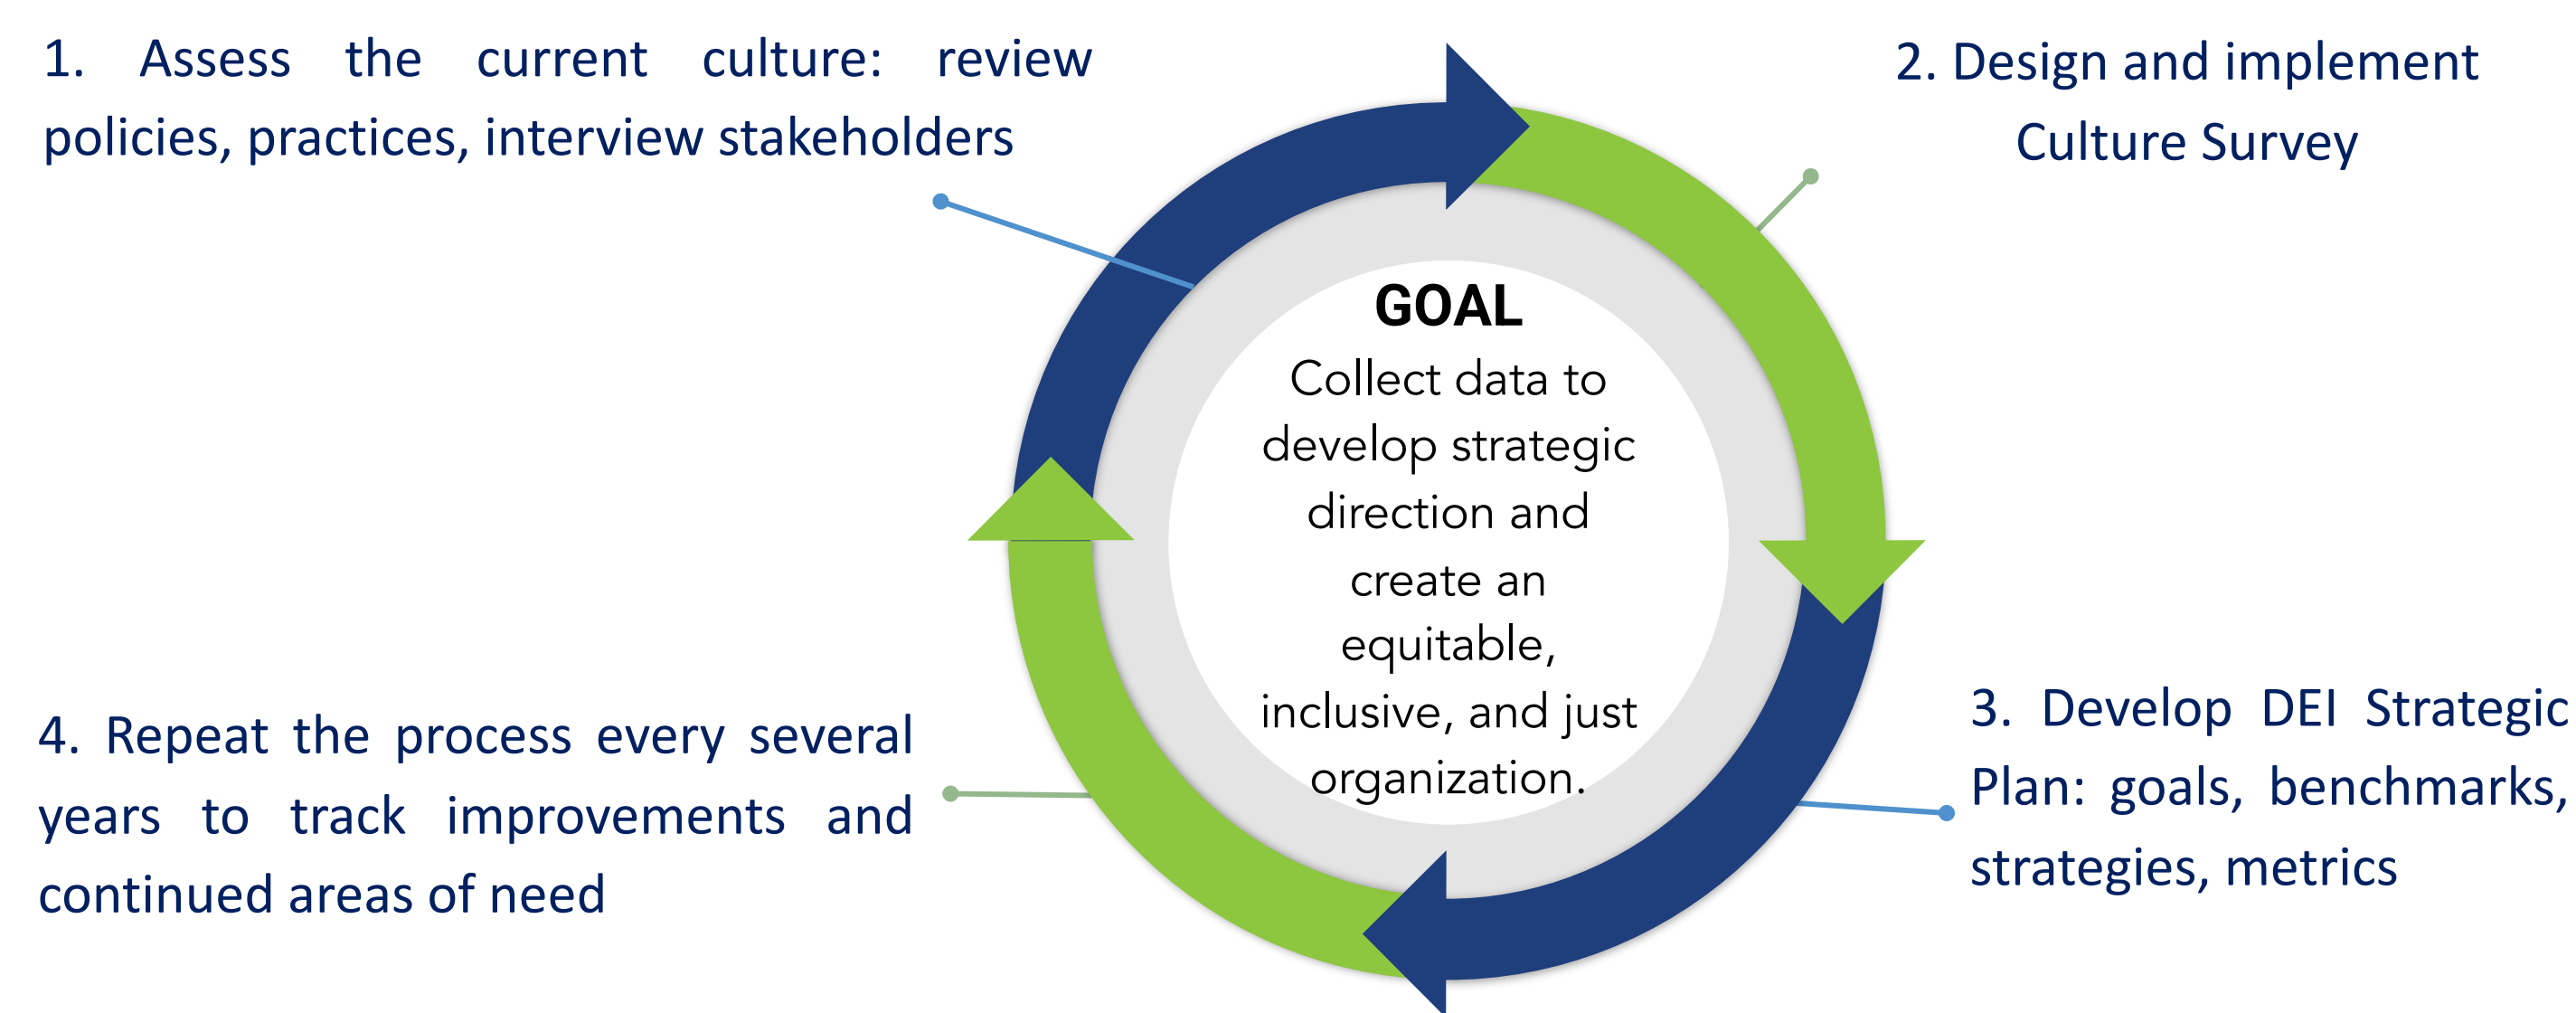 1. Assess the current culture: review
policies, practices, interview stakeholders
2. Design and implement
Culture Survey
GOAL
Collect data to
develop strategic
direction and
create an
equitable,
inclusive, and just
organization.
3. Develop DEI Strategic
Plan: goals, benchmarks,
strategies, metrics
4. Repeat the process every several
years to track improvements and
continued areas of need